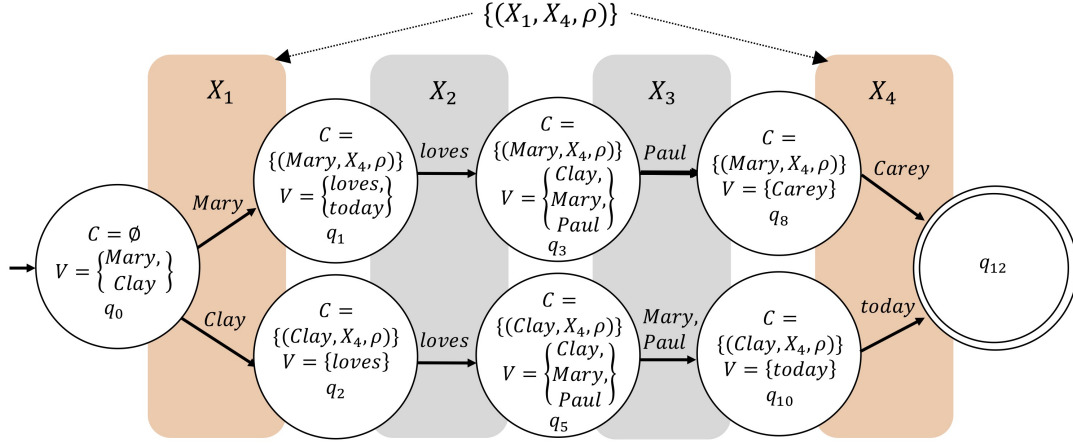 {(X₁, X₄, ρ)}
X₁
X₂
X₃
X₄
C = ∅
V = {Mary,
Clay}
q₀
Mary
Clay
C =
{(Mary, X₄, ρ)}
V = {loves,
today}
q₁
loves
C =
{(Mary, X₄, ρ)}
V = {Clay,
Mary,
Paul}
q₃
Paul
C =
{(Mary, X₄, ρ)}
V = {Carey}
q₈
Carey
C =
{(Clay, X₄, ρ)}
V = {loves}
q₂
loves
C =
{(Clay, X₄, ρ)}
V = {Clay,
Mary,
Paul}
q₅
Mary,
Paul
C =
{(Clay, X₄, ρ)}
V = {today}
q₁₀
today
q₁₂